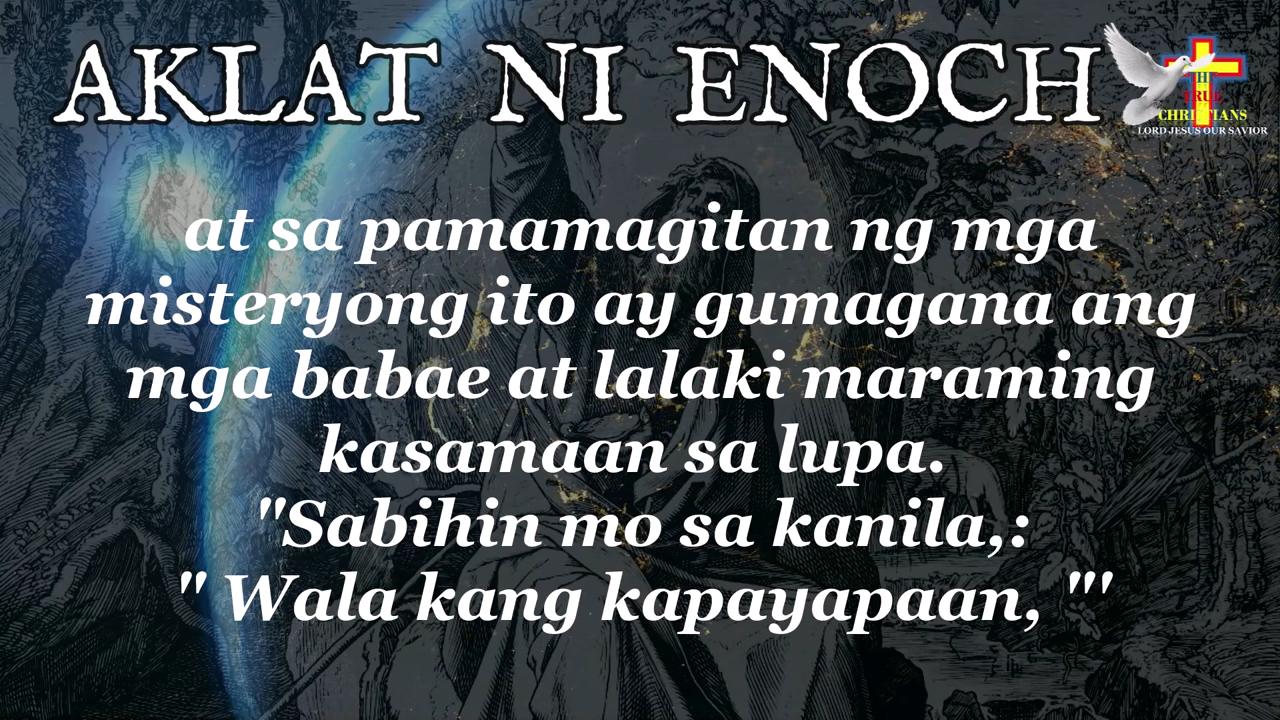 AKLAT NI ENOCH
TRUE
CHRISTIANS
LORD JESUS OUR SAVIOR
at sa pamamagitan ng mga
misteryong ito ay gumagana ang
mga babae at lalaki maraming
kasamaan sa lupa.
"Sabihin mo sa kanila,:
" Wala kang kapayapaan, "'